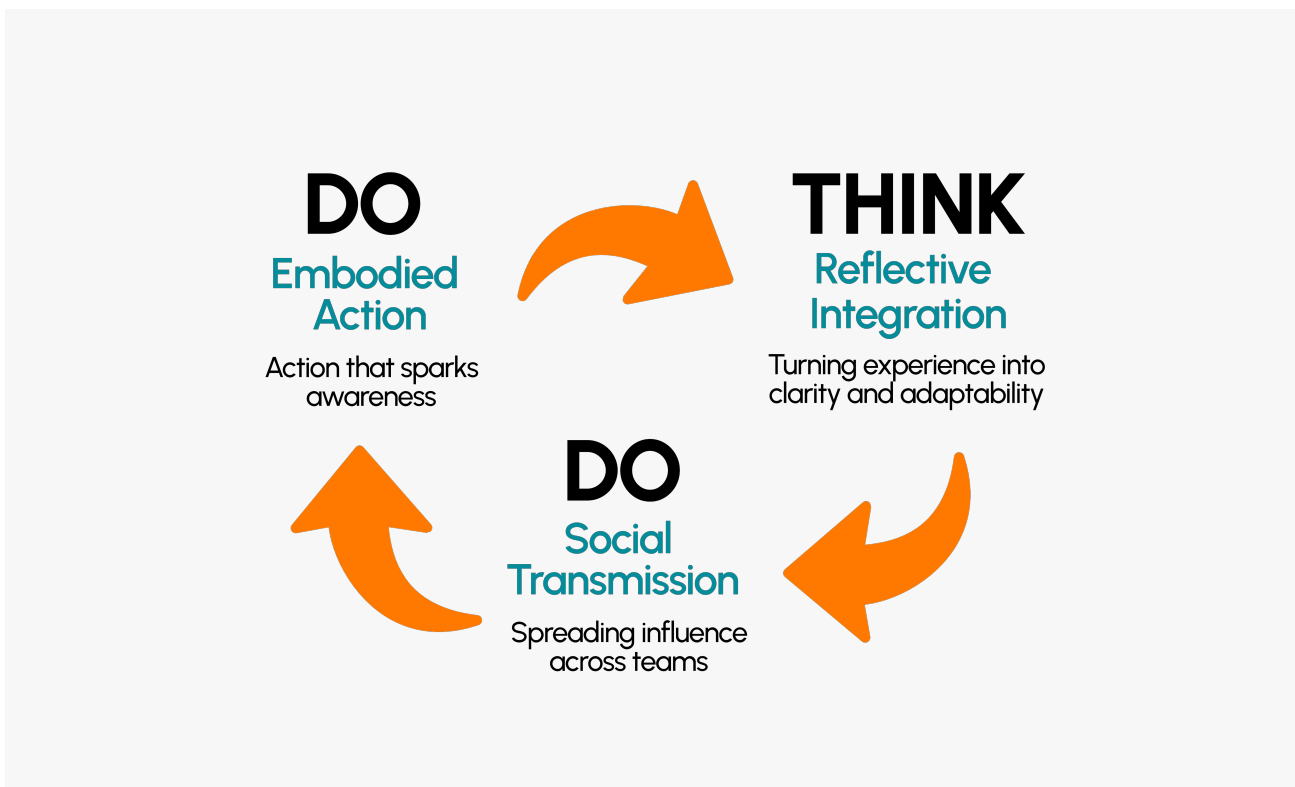 DO
Embodied
Action
Action that sparks
awareness
THINK
Reflective
Integration
Turning experience into
clarity and adaptability
DO
Social
Transmission
Spreading influence
across teams